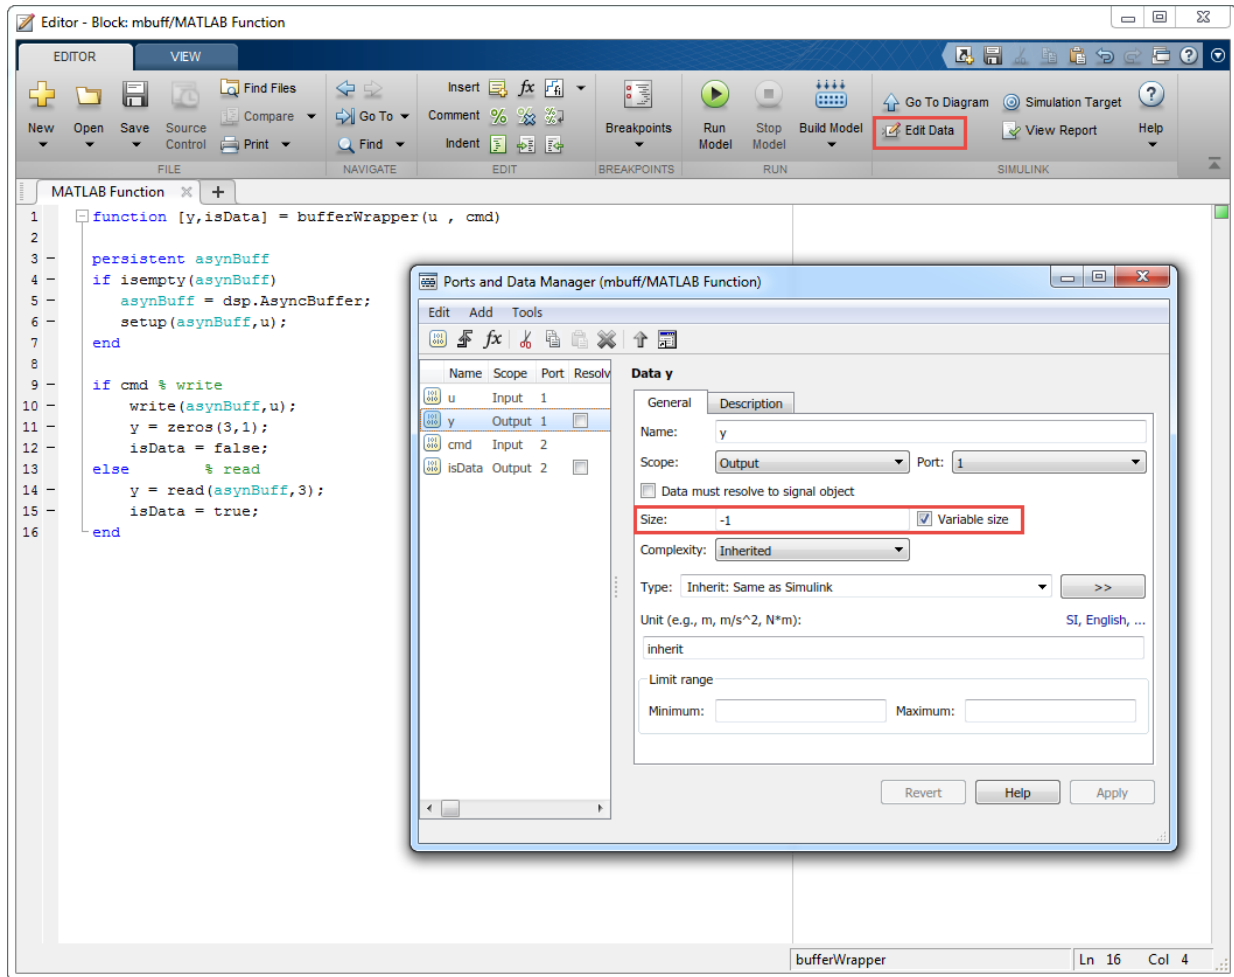 Editor - Block: mbuff/MATLAB Function
EDITOR VIEW
New Open Save Source Control Find Files Compare Print
Go To Find
Insert fx
Comment
Indent
Breakpoints
Run Model Stop Model Build Model
Go To Diagram Simulation Target
Edit Data View Report
Help
FILE NAVIGATE EDIT BREAKPOINTS RUN SIMULINK
MATLAB Function
1 function [y,isData] = bufferWrapper(u , cmd)
2
3 persistent asynBuff
4 if isempty(asynBuff)
5 asynBuff = dsp.AsyncBuffer;
6 setup(asynBuff,u);
7 end
8
9 if cmd % write
10 write(asynBuff,u);
11 y = zeros(3,1);
12 isData = false;
13 else % read
14 y = read(asynBuff,3);
15 isData = true;
16 end
Ports and Data Manager (mbuff/MATLAB Function)
Edit Add Tools
fx
Name Scope Port Resolv
u Input 1
y Output 1
cmd Input 2
isData Output 2
Data y
General Description
Name: y
Scope: Output Port: 1
Data must resolve to signal object
Size: -1 Variable size
Complexity: Inherited
Type: Inherit: Same as Simulink >>
Unit (e.g., m, m/s^2, N*m): SI, English, ...
inherit
Limit range
Minimum: Maximum:
Revert Help Apply
bufferWrapper Ln 16 Col 4